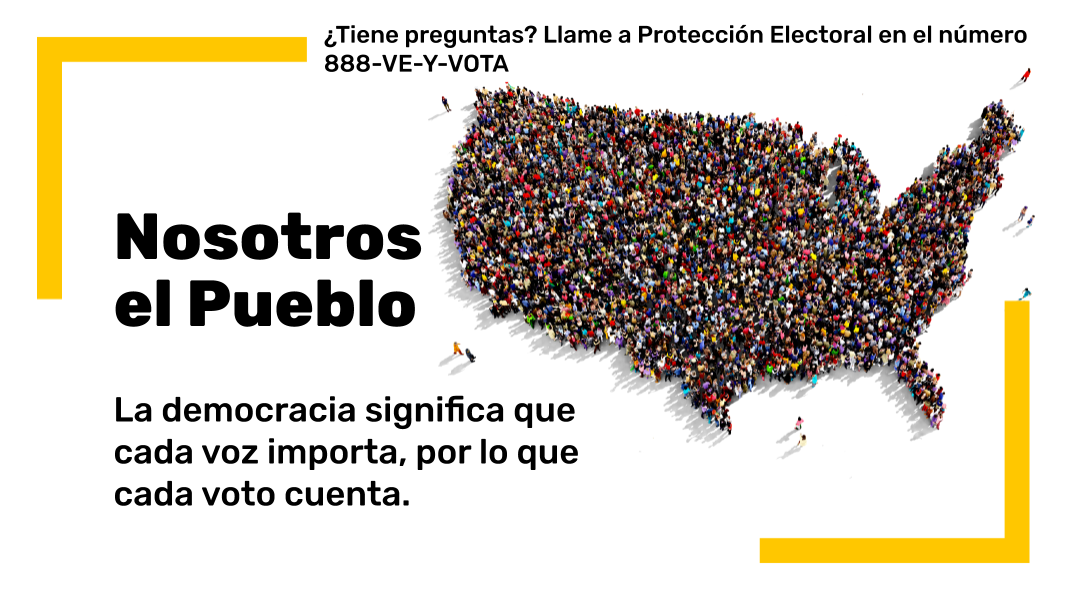 ¿Tiene preguntas? Llame a Protección Electoral en el número
888-VE-Y-VOTA
Nosotros
el Pueblo
La democracia significa que
cada voz importa, por lo que
cada voto cuenta.